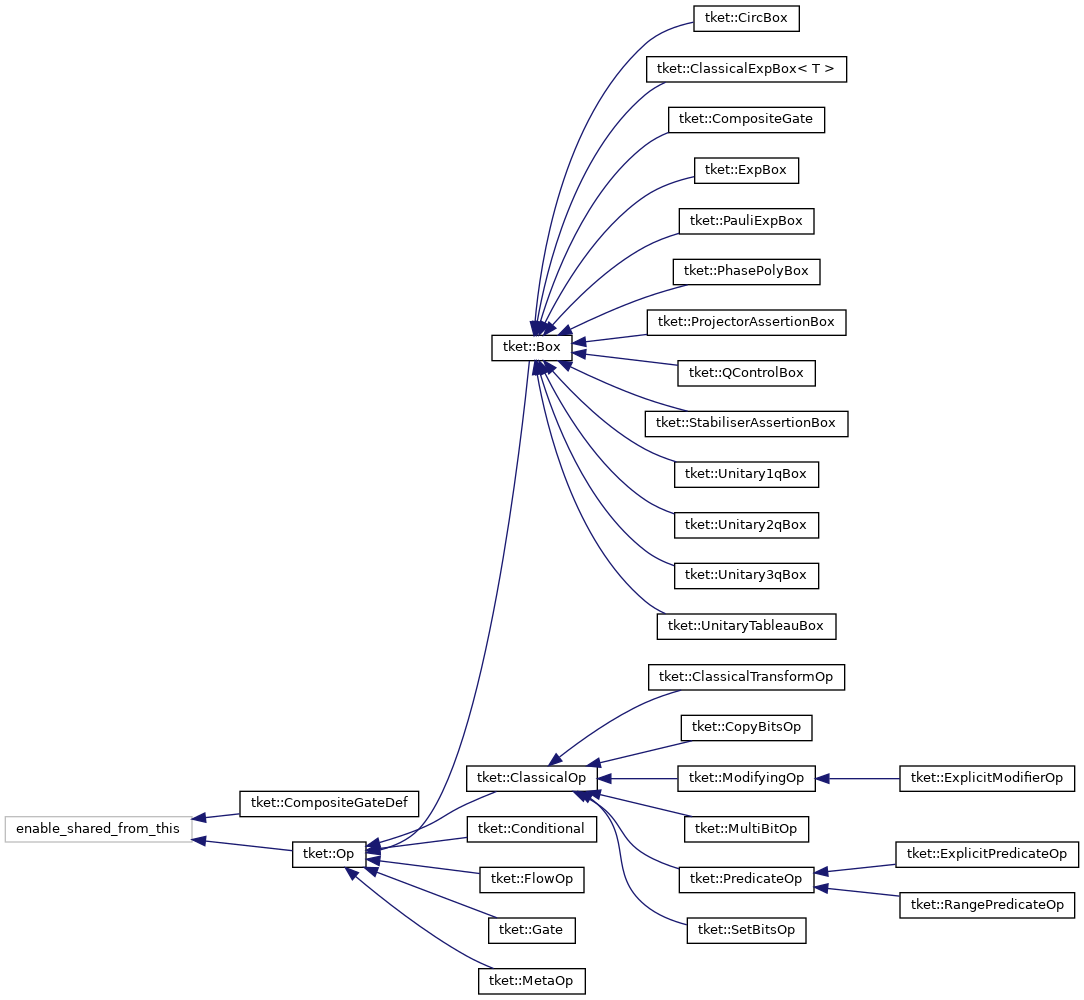 tket::CircBox
tket::ClassicalExpBox< T >
tket::CompositeGate
tket::ExpBox
tket::PauliExpBox
tket::PhasePolyBox
tket::ProjectorAssertionBox
tket::Box
tket::QControlBox
tket::StabiliserAssertionBox
tket::Unitary1qBox
tket::Unitary2qBox
tket::Unitary3qBox
tket::UnitaryTableauBox
tket::ClassicalTransformOp
tket::CopyBitsOp
tket::ClassicalOp
tket::ModifyingOp
tket::ExplicitModifierOp
tket::CompositeGateDef
enable_shared_from_this
tket::Conditional
tket::MultiBitOp
tket::Op
tket::ExplicitPredicateOp
tket::FlowOp
tket::PredicateOp
tket::RangePredicateOp
tket::Gate
tket::SetBitsOp
tket::MetaOp